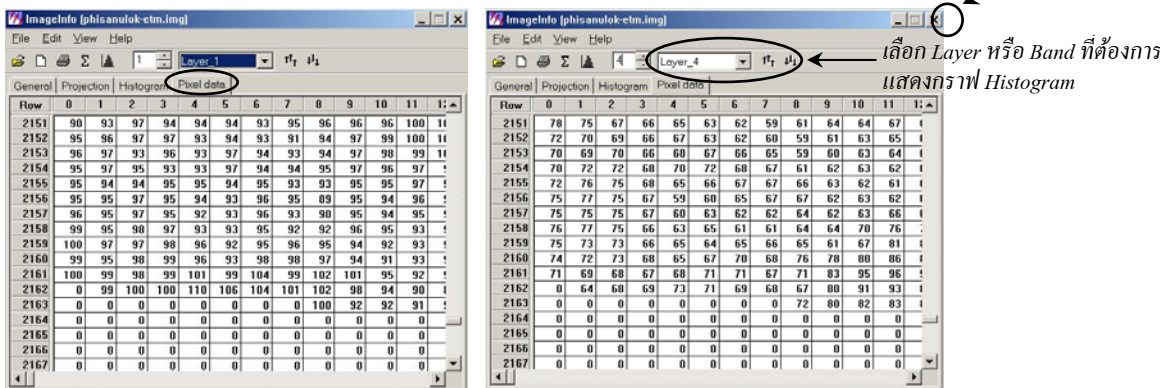 ImageInfo (phisanulok-etm.img)
File Edit View Help
1 Layer_1
General Projection Histogram Pixel data
Row 0 1 2 3 4 5 6 7 8 9 10 11
2151 90 93 97 94 94 94 93 95 96 96 96 100
2152 95 96 97 97 93 94 93 91 94 97 99 100
2153 96 97 93 96 93 97 94 93 94 97 98 99
2154 95 97 95 93 93 97 94 94 95 97 96 97
2155 95 94 94 95 95 94 95 93 93 95 95 97
2156 95 95 97 95 94 93 96 95 89 95 94 96
2157 96 95 97 95 92 93 96 93 90 95 94 95
2158 99 95 98 97 93 93 95 92 92 96 95 93
2159 100 97 97 98 96 92 95 96 95 94 92 93
2160 99 95 98 99 96 93 98 98 97 94 91 93
2161 100 99 98 99 101 99 104 99 102 101 95 92
2162 0 99 100 100 110 106 104 101 102 98 94 90
2163 0 0 0 0 0 0 0 0 100 92 92 91
2164 0 0 0 0 0 0 0 0 0 0 0 0
2165 0 0 0 0 0 0 0 0 0 0 0 0
2166 0 0 0 0 0 0 0 0 0 0 0 0
2167 0 0 0 0 0 0 0 0 0 0 0 0
ImageInfo (phisanulok-etm.img)
File Edit View Help
4 Layer_4
General Projection Histogram Pixel data
Row 0 1 2 3 4 5 6 7 8 9 10 11
2151 78 75 67 66 65 63 62 59 61 64 64 67
2152 72 70 69 66 67 63 62 60 59 61 63 65
2153 70 69 70 66 60 67 66 65 59 60 63 64
2154 70 72 72 68 70 72 68 67 61 62 63 62
2155 72 76 75 68 65 66 67 67 66 63 62 61
2156 75 77 75 67 59 60 65 67 67 62 63 62
2157 75 75 75 67 60 63 62 62 64 62 63 66
2158 76 77 75 66 63 65 61 61 64 64 70 76
2159 75 73 73 66 65 64 65 66 65 61 67 81
2160 74 72 73 68 65 67 70 68 76 78 80 86
2161 71 69 68 67 68 71 71 67 71 83 95 96
2162 0 64 68 69 73 71 69 68 67 80 91 93
2163 0 0 0 0 0 0 0 0 72 80 82 83
2164 0 0 0 0 0 0 0 0 0 0 0 0
2165 0 0 0 0 0 0 0 0 0 0 0 0
2166 0 0 0 0 0 0 0 0 0 0 0 0
2167 0 0 0 0 0 0 0 0 0 0 0 0
เลือก Layer หรือ Band ที่ต้องการ
แสดงกราฟ Histogram